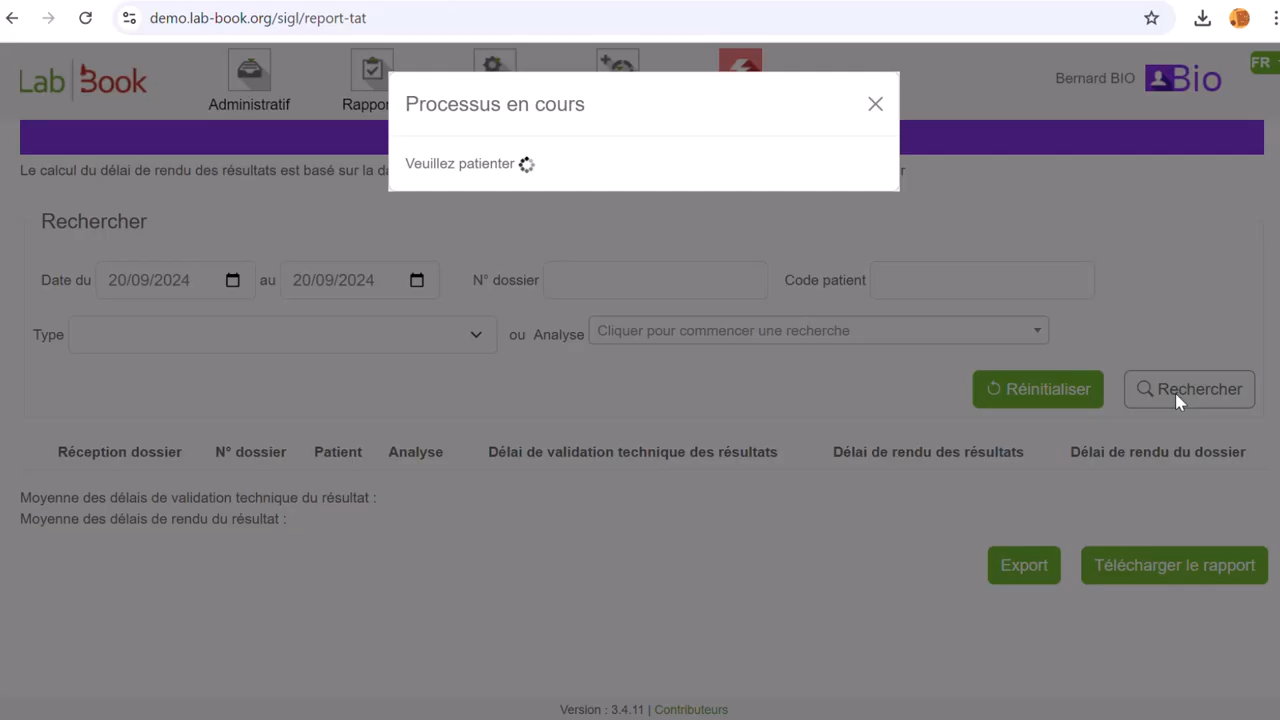 demo.lab-book.org/sigl/report-tat
Lab Book
Administratif
Rappor
Bernard BIO
Bio
FR
Processus en cours
Veuillez patienter
Le calcul du délai de rendu des résultats est basé sur la da
r
Rechercher
Date du 20/09/2024 au 20/09/2024 N° dossier Code patient
Type ou Analyse Cliquer pour commencer une recherche
Réinitialiser Rechercher
Réception dossier N° dossier Patient Analyse Délai de validation technique des résultats Délai de rendu des résultats Délai de rendu du dossier
Moyenne des délais de validation technique du résultat :
Moyenne des délais de rendu du résultat :
Export Télécharger le rapport
Version : 3.4.11 | Contributeurs